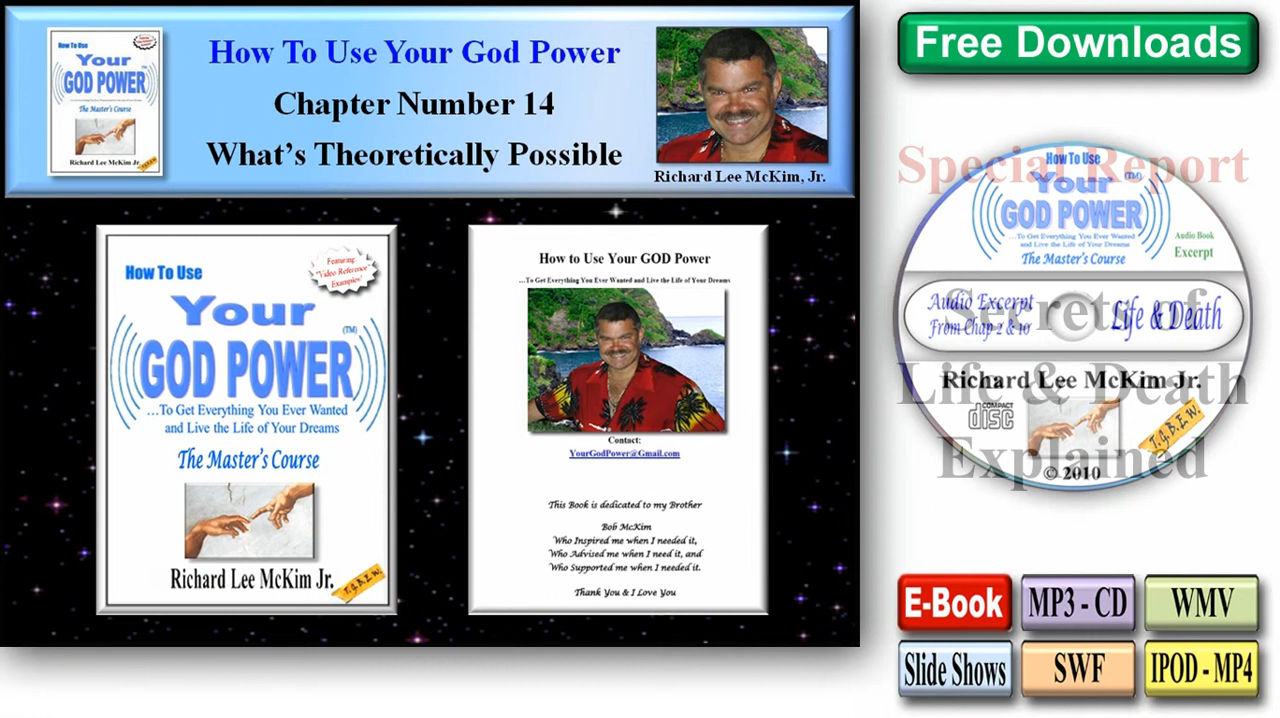 How To Use
Your
GOD POWER
The Master's Course
Richard Lee McKim Jr.
How To Use Your God Power
Chapter Number 14
What's Theoretically Possible
Richard Lee McKim, Jr.
How To Use
Featuring
"Video Reference
Examples"
Your
(TM)
GOD POWER
...To Get Everything You Ever Wanted
and Live the Life of Your Dreams
The Master's Course
Richard Lee McKim Jr.
T.G.B.E.W.
How to Use Your GOD Power
...To Get Everything You Ever Wanted and Live the Life of Your Dreams
Contact:
YourGodPower@Gmail.com
This Book is dedicated to my Brother
Bob McKim
Who Inspired me when I needed it,
Who Advised me when I need it, and
Who Supported me when I needed it.
Thank You & I Love You
Free Downloads
Special Report
Secrets of
Life & Death
Explained
How To Use
Your
(TM)
GOD POWER
...To Get Everything You Ever Wanted
and Live the Life of Your Dreams
The Master's Course
Audio Book
Excerpt
Audio Excerpt
From Chap 2 & 10
Life & Death
Richard Lee McKim Jr.
COMPACT
disc
T.G.B.E.W.
© 2010
E-Book
MP3 - CD
WMV
Slide Shows
SWF
IPOD - MP4